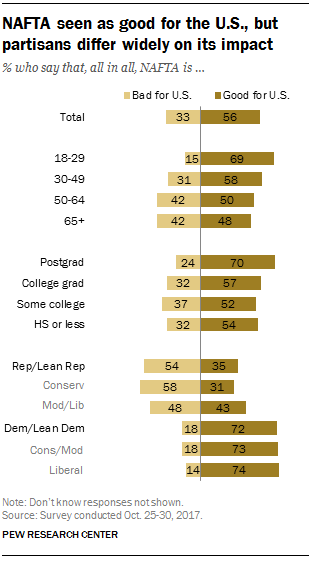 NAFTA seen as good for the U.S., but
partisans differ widely on its impact
% who say that, all in all, NAFTA is ...
Bad for U.S. Good for U.S.
Total 33 56
18-29 15 69
30-49 31 58
50-64 42 50
65+ 42 48
Postgrad 24 70
College grad 32 57
Some college 37 52
HS or less 32 54
Rep/Lean Rep 54 35
Conserv 58 31
Mod/Lib 48 43
Dem/Lean Dem 18 72
Cons/Mod 18 73
Liberal 14 74
Note: Don't know responses not shown.
Source: Survey conducted Oct. 25-30, 2017.
PEW RESEARCH CENTER